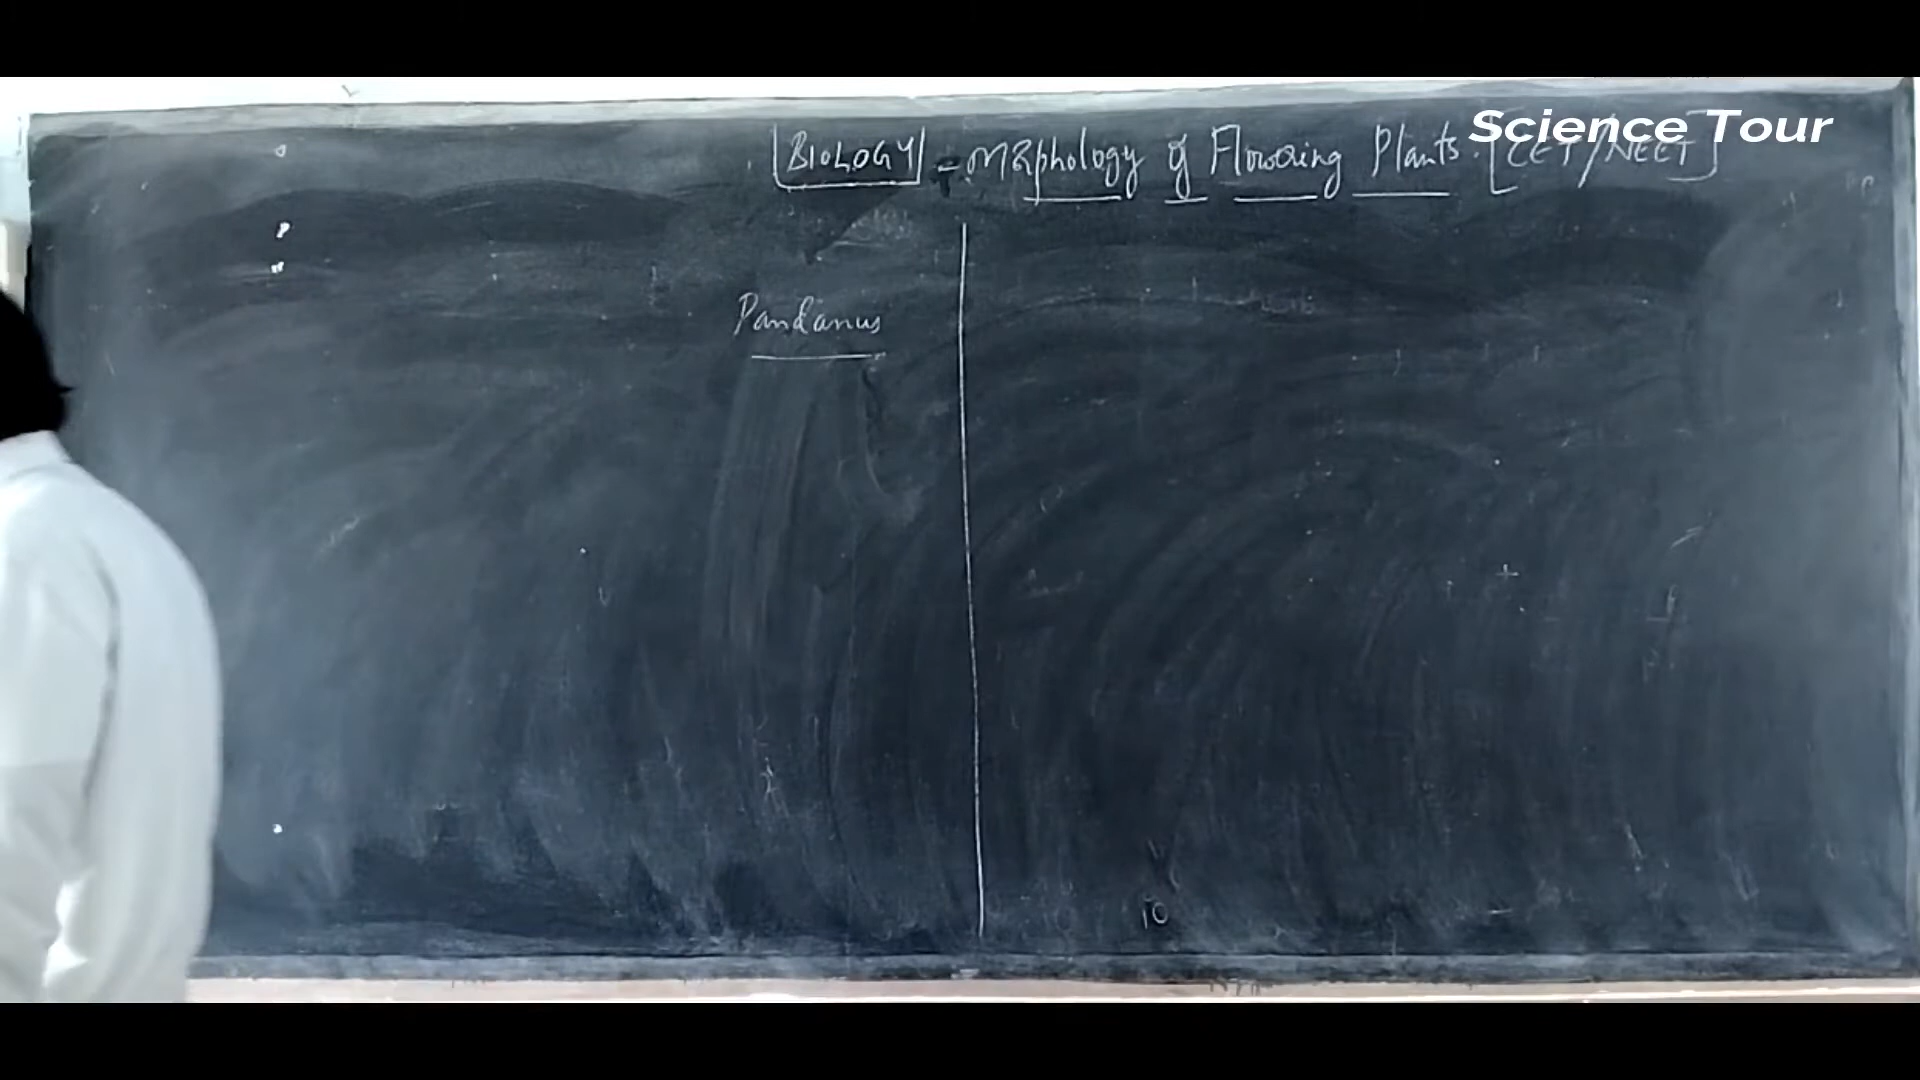 Science Tour
BIOLOGY - Morphology of Flowering Plants. [CET/NEET]
Pandanus
10